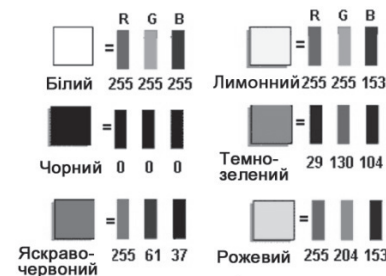 R G B
=
Білий 255 255 255
R G B
=
Лимонний 255 255 153
=
Чорний 0 0 0
=
Темно-
зелений 29 130 104
=
Яскраво-
червоний 255 61 37
=
Рожевий 255 204 153